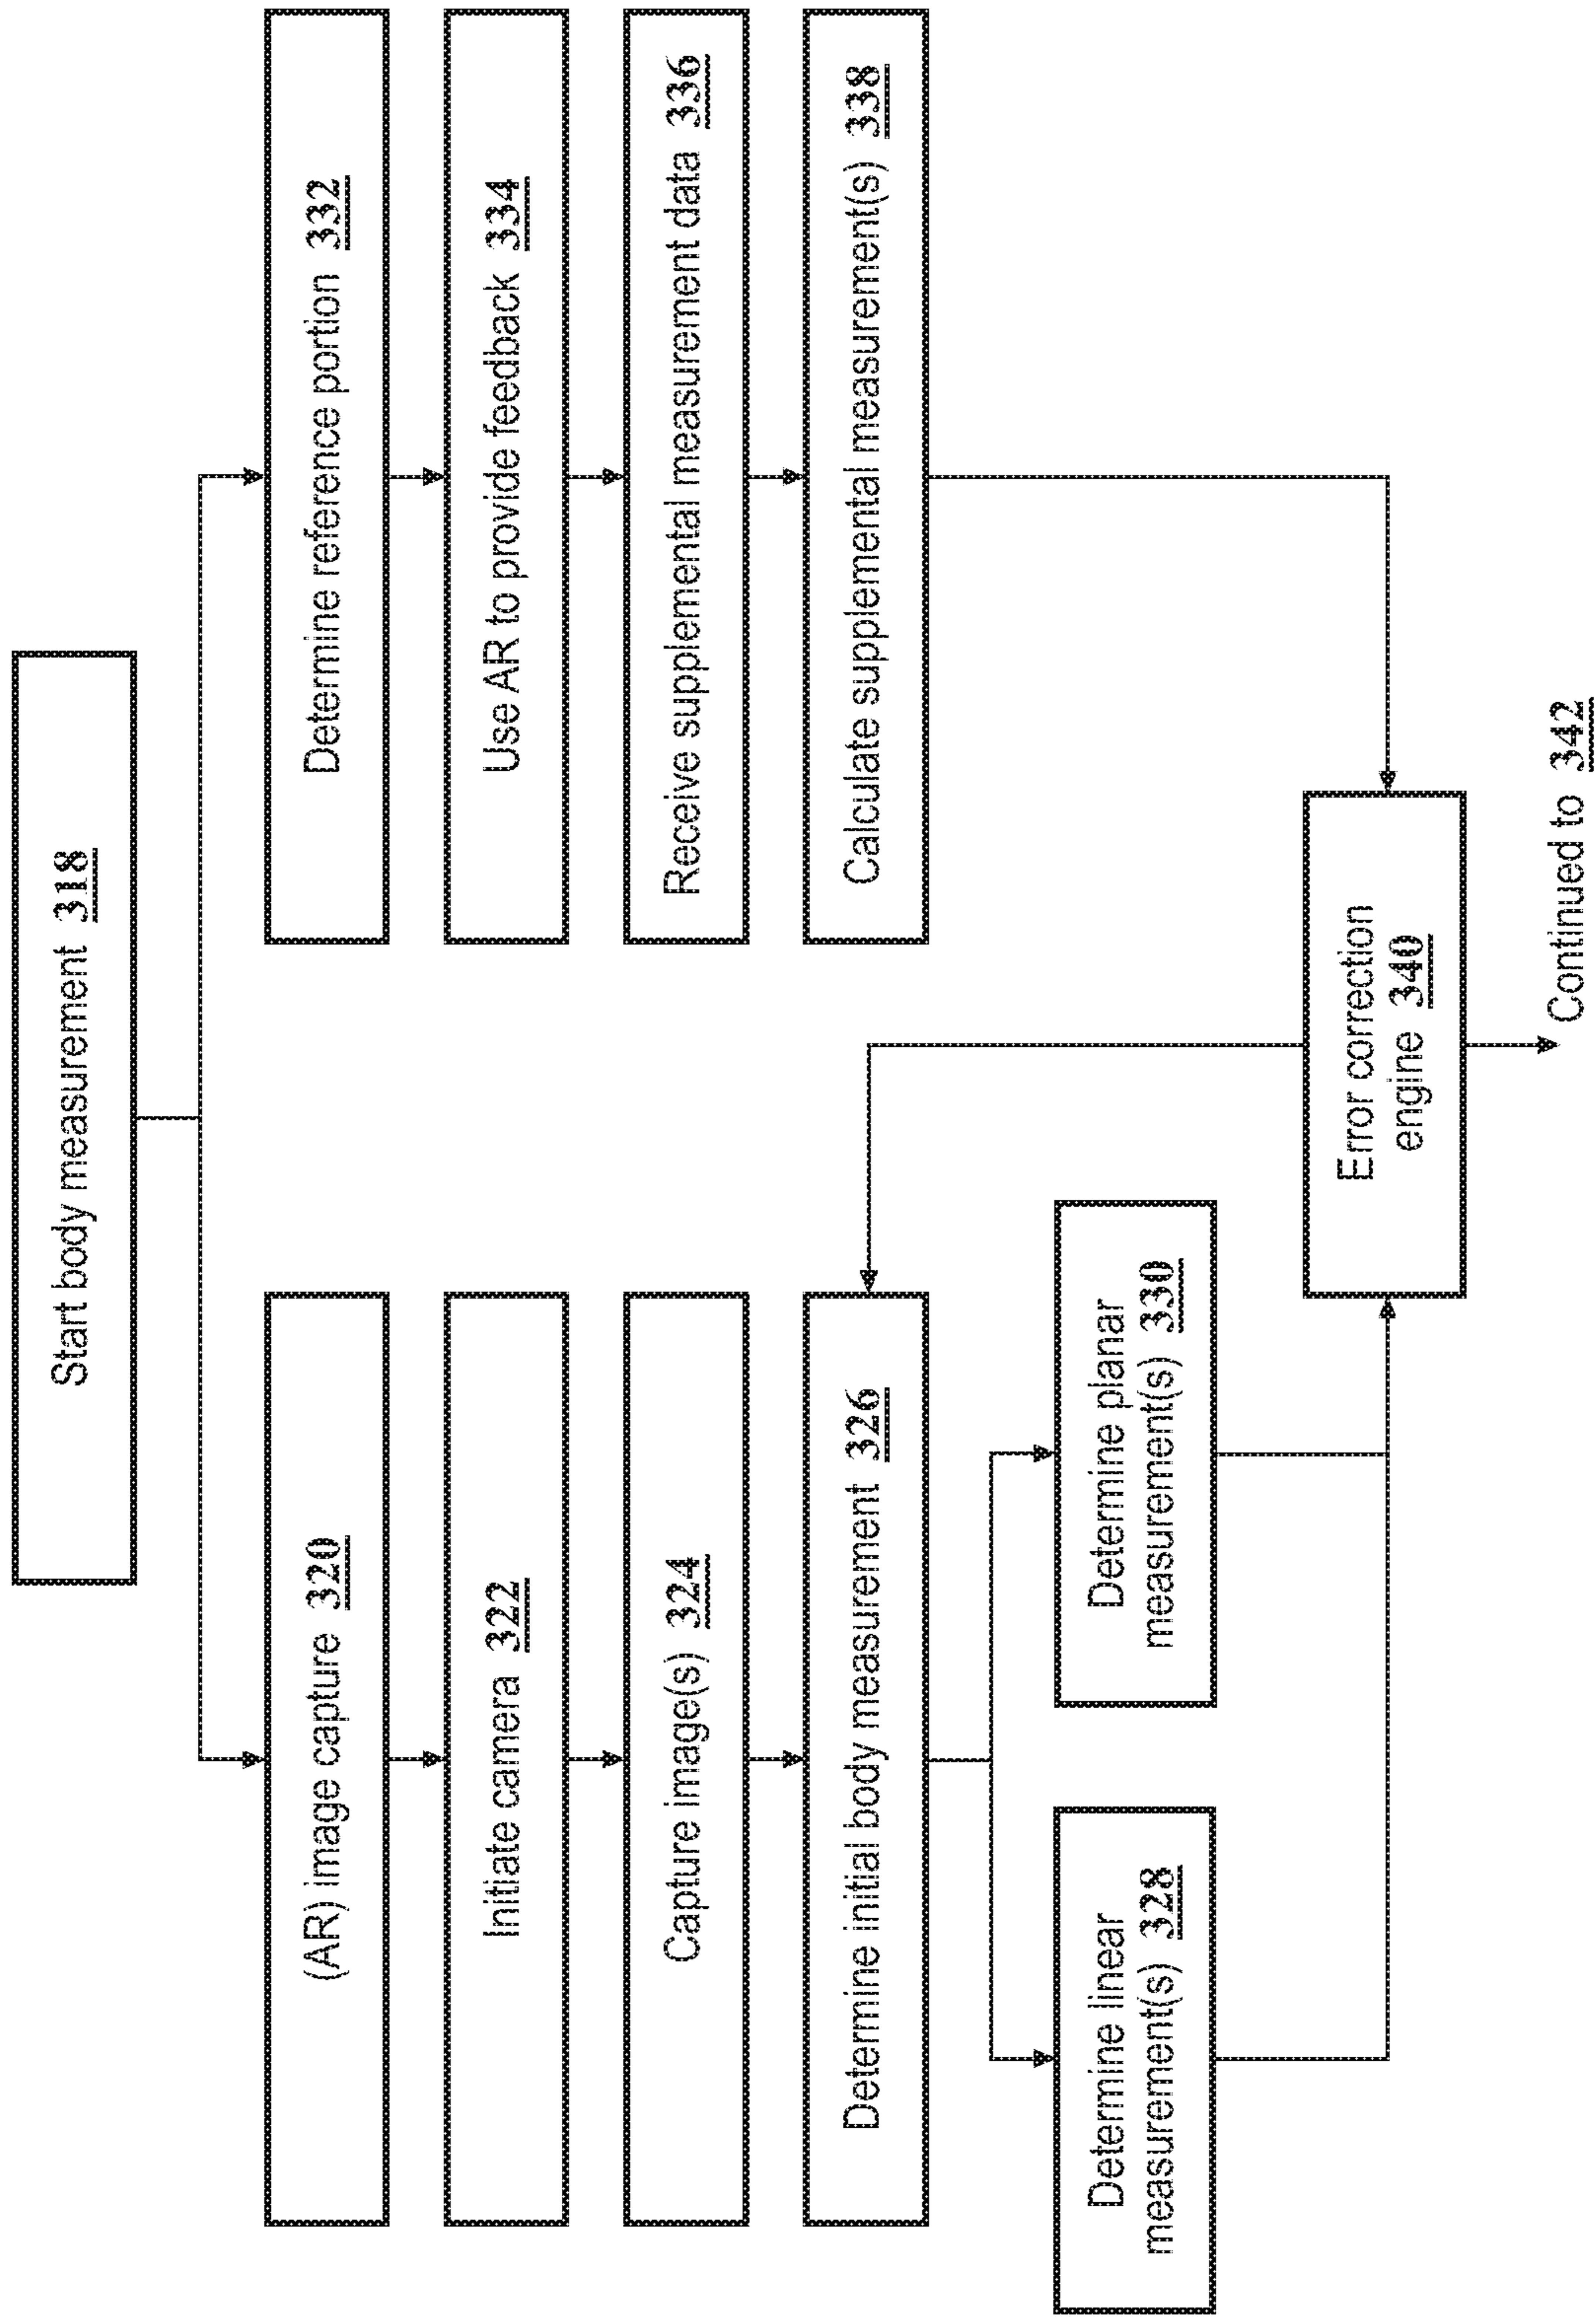 Start body measurement 318
(AR) image capture 320
Initiate camera 322
Capture image(s) 324
Determine initial body measurement 326
Determine linear
measurement(s) 328
Determine planar
measurement(s) 330
Determine reference portion 332
Use AR to provide feedback 334
Receive supplemental measurement data 336
Calculate supplemental measurement(s) 338
Error correction
engine 340
Continued to 342